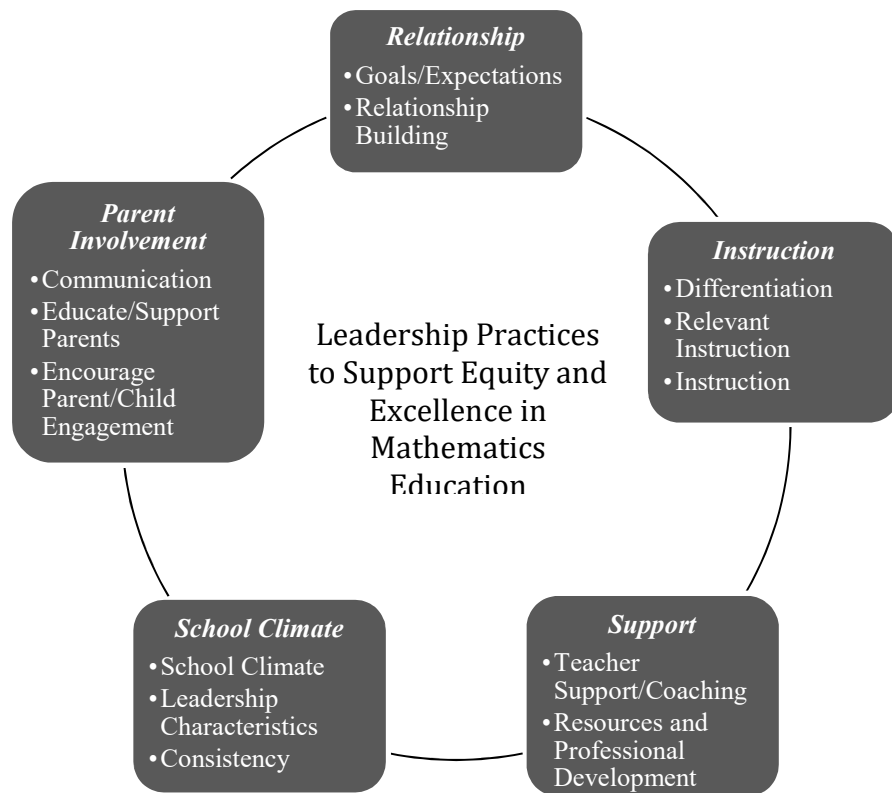 Relationship
•Goals/Expectations
•Relationship
Building
Parent
Involvement
•Communication
•Educate/Support
Parents
•Encourage
Parent/Child
Engagement
Instruction
•Differentiation
•Relevant
Instruction
•Instruction
Leadership Practices
to Support Equity and
Excellence in
Mathematics
Education
School Climate
•School Climate
•Leadership
Characteristics
•Consistency
Support
•Teacher
Support/Coaching
•Resources and
Professional
Development